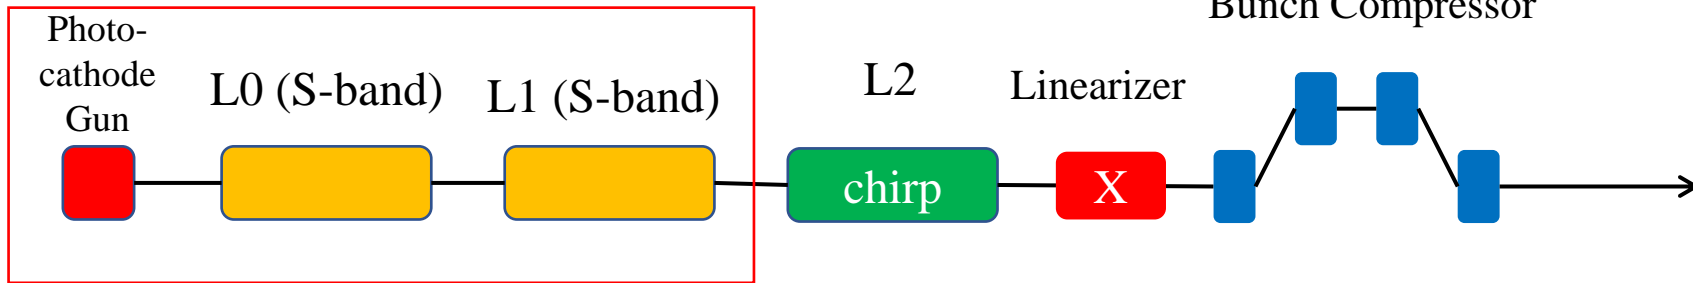 Bunch Compressor
Photo-
cathode
Gun
L0 (S-band)
L1 (S-band)
L2
Linearizer
chirp
X